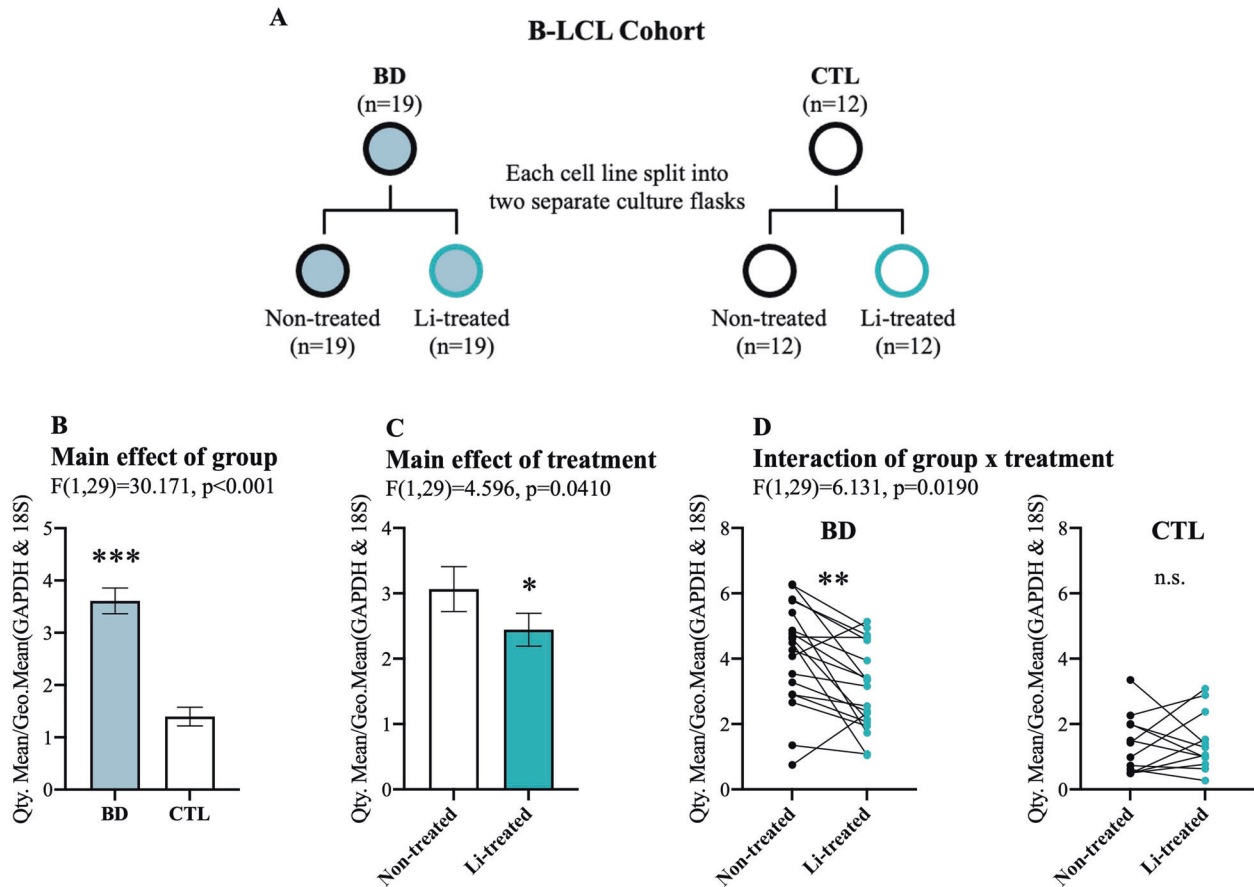 A
B-LCL Cohort
BD
(n=19)
CTL
(n=12)
Each cell line split into
two separate culture flasks
Non-treated
(n=19)
Li-treated
(n=19)
Non-treated
(n=12)
Li-treated
(n=12)
B
Main effect of group
F(1,29)=30.171, p<0.001
Qty. Mean/Geo.Mean(GAPDH & 18S)
5
4
3
2
1
0
***
BD
CTL
C
Main effect of treatment
F(1,29)=4.596, p=0.0410
Qty. Mean/Geo.Mean(GAPDH & 18S)
4
3
2
1
0
*
Non-treated
Li-treated
D
Interaction of group x treatment
F(1,29)=6.131, p=0.0190
Qty. Mean/Geo.Mean(GAPDH & 18S)
BD
8
6
4
2
0
**
Non-treated
Li-treated
Qty. Mean/Geo.Mean(GAPDH & 18S)
CTL
8
6
4
2
0
n.s.
Non-treated
Li-treated